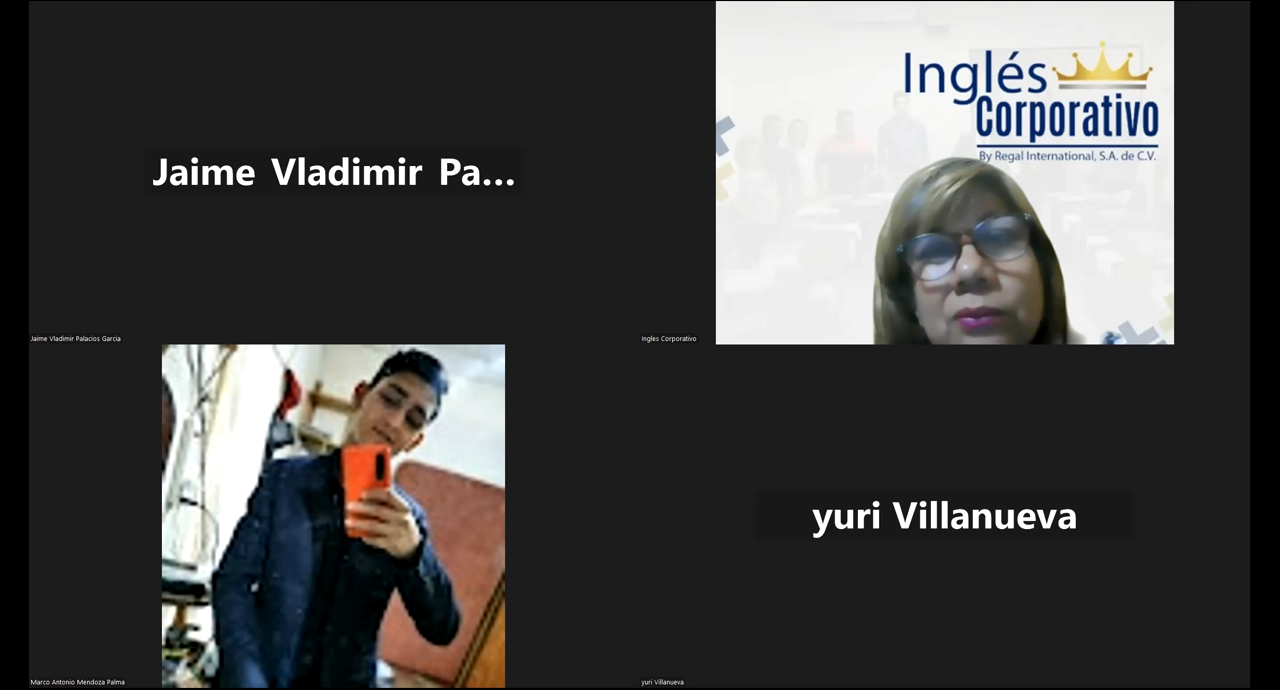 Jaime Vladimir Pa...
Jaime Vladimir Palacios Garcia
Inglés
Corporativo
By Regal International, S.A. de C.V.
Ingles Corporativo
Marco Antonio Mendoza Palma
yuri Villanueva
yuri Villanueva